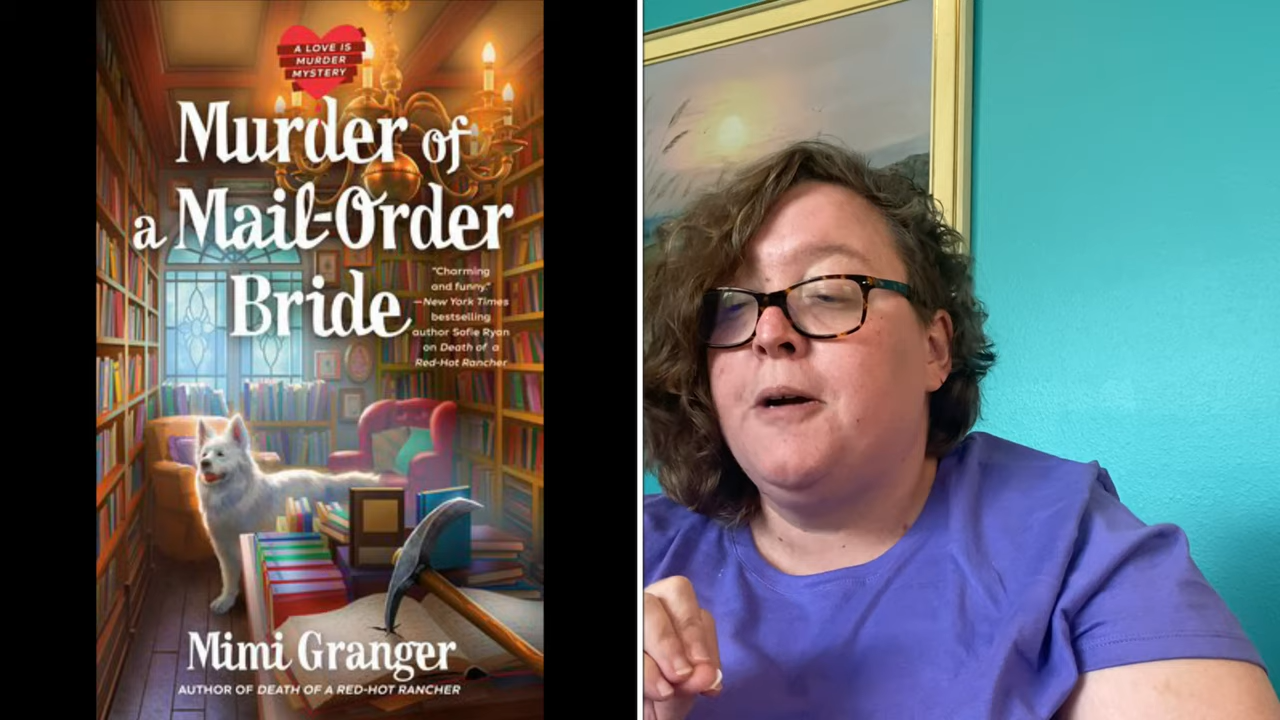 A LOVE IS
MURDER
MYSTERY
Murder of
a Mail-Order
Bride
"Charming
and funny."
—New York Times
bestselling
author Sofie Ryan
on Death of a
Red-Hot Rancher
Mimi Granger
AUTHOR OF DEATH OF A RED-HOT RANCHER